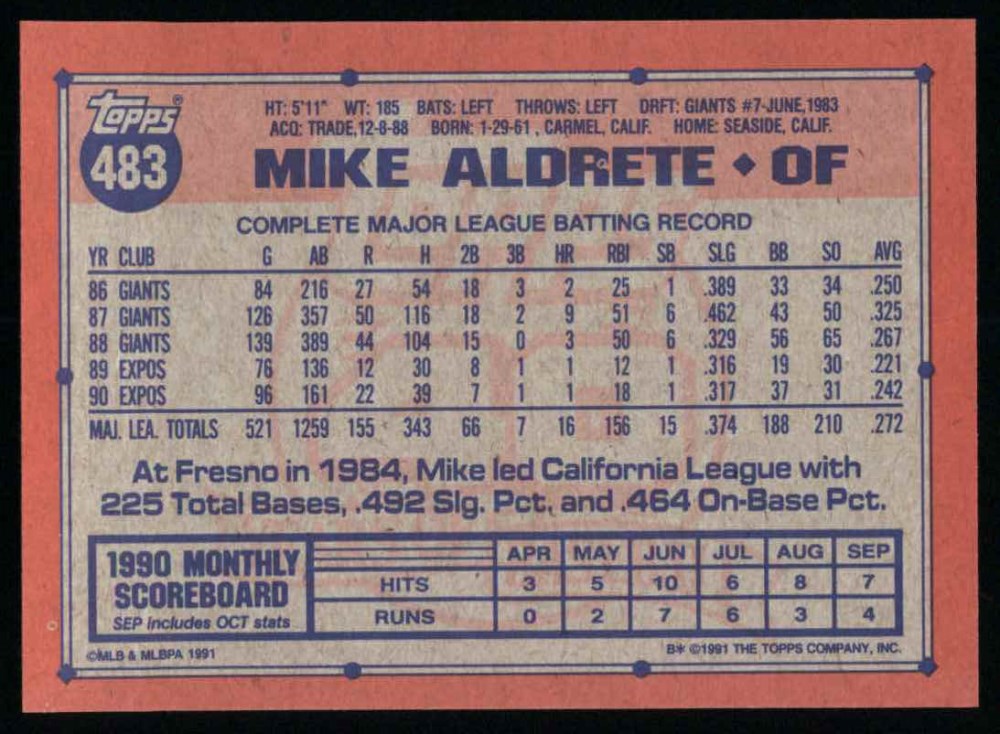 Topps®
483
HT: 5'11" WT: 185 BATS: LEFT THROWS: LEFT DRFT: GIANTS #7-JUNE,1983
ACQ: TRADE,12-8-88 BORN: 1-29-61 , CARMEL, CALIF. HOME: SEASIDE, CALIF.
MIKE ALDRETE ◆ OF
COMPLETE MAJOR LEAGUE BATTING RECORD
YR CLUB G AB R H 2B 3B HR RBI SB SLG BB SO AVG
86 GIANTS 84 216 27 54 18 3 2 25 1 .389 33 34 .250
87 GIANTS 126 357 50 116 18 2 9 51 6 .462 43 50 .325
88 GIANTS 139 389 44 104 15 0 3 50 6 .329 56 65 .267
89 EXPOS 76 136 12 30 8 1 1 12 1 .316 19 30 .221
90 EXPOS 96 161 22 39 7 1 1 18 1 .317 37 31 .242
MAJ. LEA. TOTALS 521 1259 155 343 66 7 16 156 15 .374 188 210 .272
At Fresno in 1984, Mike led California League with
225 Total Bases, .492 Slg. Pct. and .464 On-Base Pct.
1990 MONTHLY
SCOREBOARD
SEP includes OCT stats
APR MAY JUN JUL AUG SEP
HITS 3 5 10 6 8 7
RUNS 0 2 7 6 3 4
©MLB & MLBPA 1991
B* ©1991 THE TOPPS COMPANY, INC.